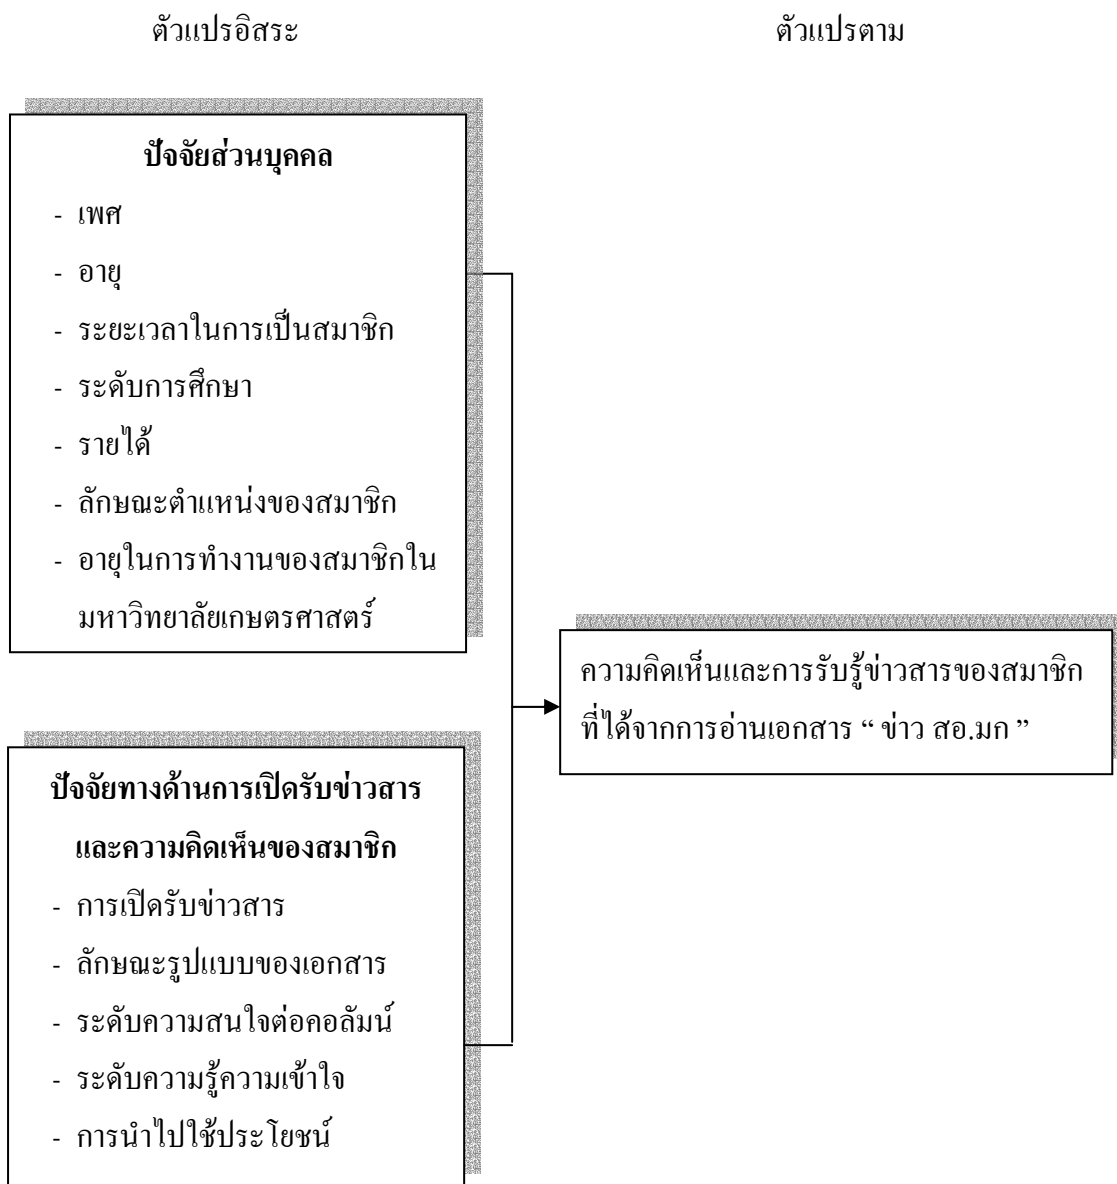 ตัวแปรอิสระ
ตัวแปรตาม
ปัจจัยส่วนบุคคล
- เพศ
- อายุ
- ระยะเวลาในการเป็นสมาชิก
- ระดับการศึกษา
- รายได้
- ลักษณะตำแหน่งของสมาชิก
- อายุในการทำงานของสมาชิกใน
มหาวิทยาลัยเกษตรศาสตร์
ความคิดเห็นและการรับรู้ข่าวสารของสมาชิก
ที่ได้จากการอ่านเอกสาร “ ข่าว สอ.มก ”
ปัจจัยทางด้านการเปิดรับข่าวสาร
และความคิดเห็นของสมาชิก
- การเปิดรับข่าวสาร
- ลักษณะรูปแบบของเอกสาร
- ระดับความสนใจต่อคอลัมน์
- ระดับความรู้ความเข้าใจ
- การนำไปใช้ประโยชน์